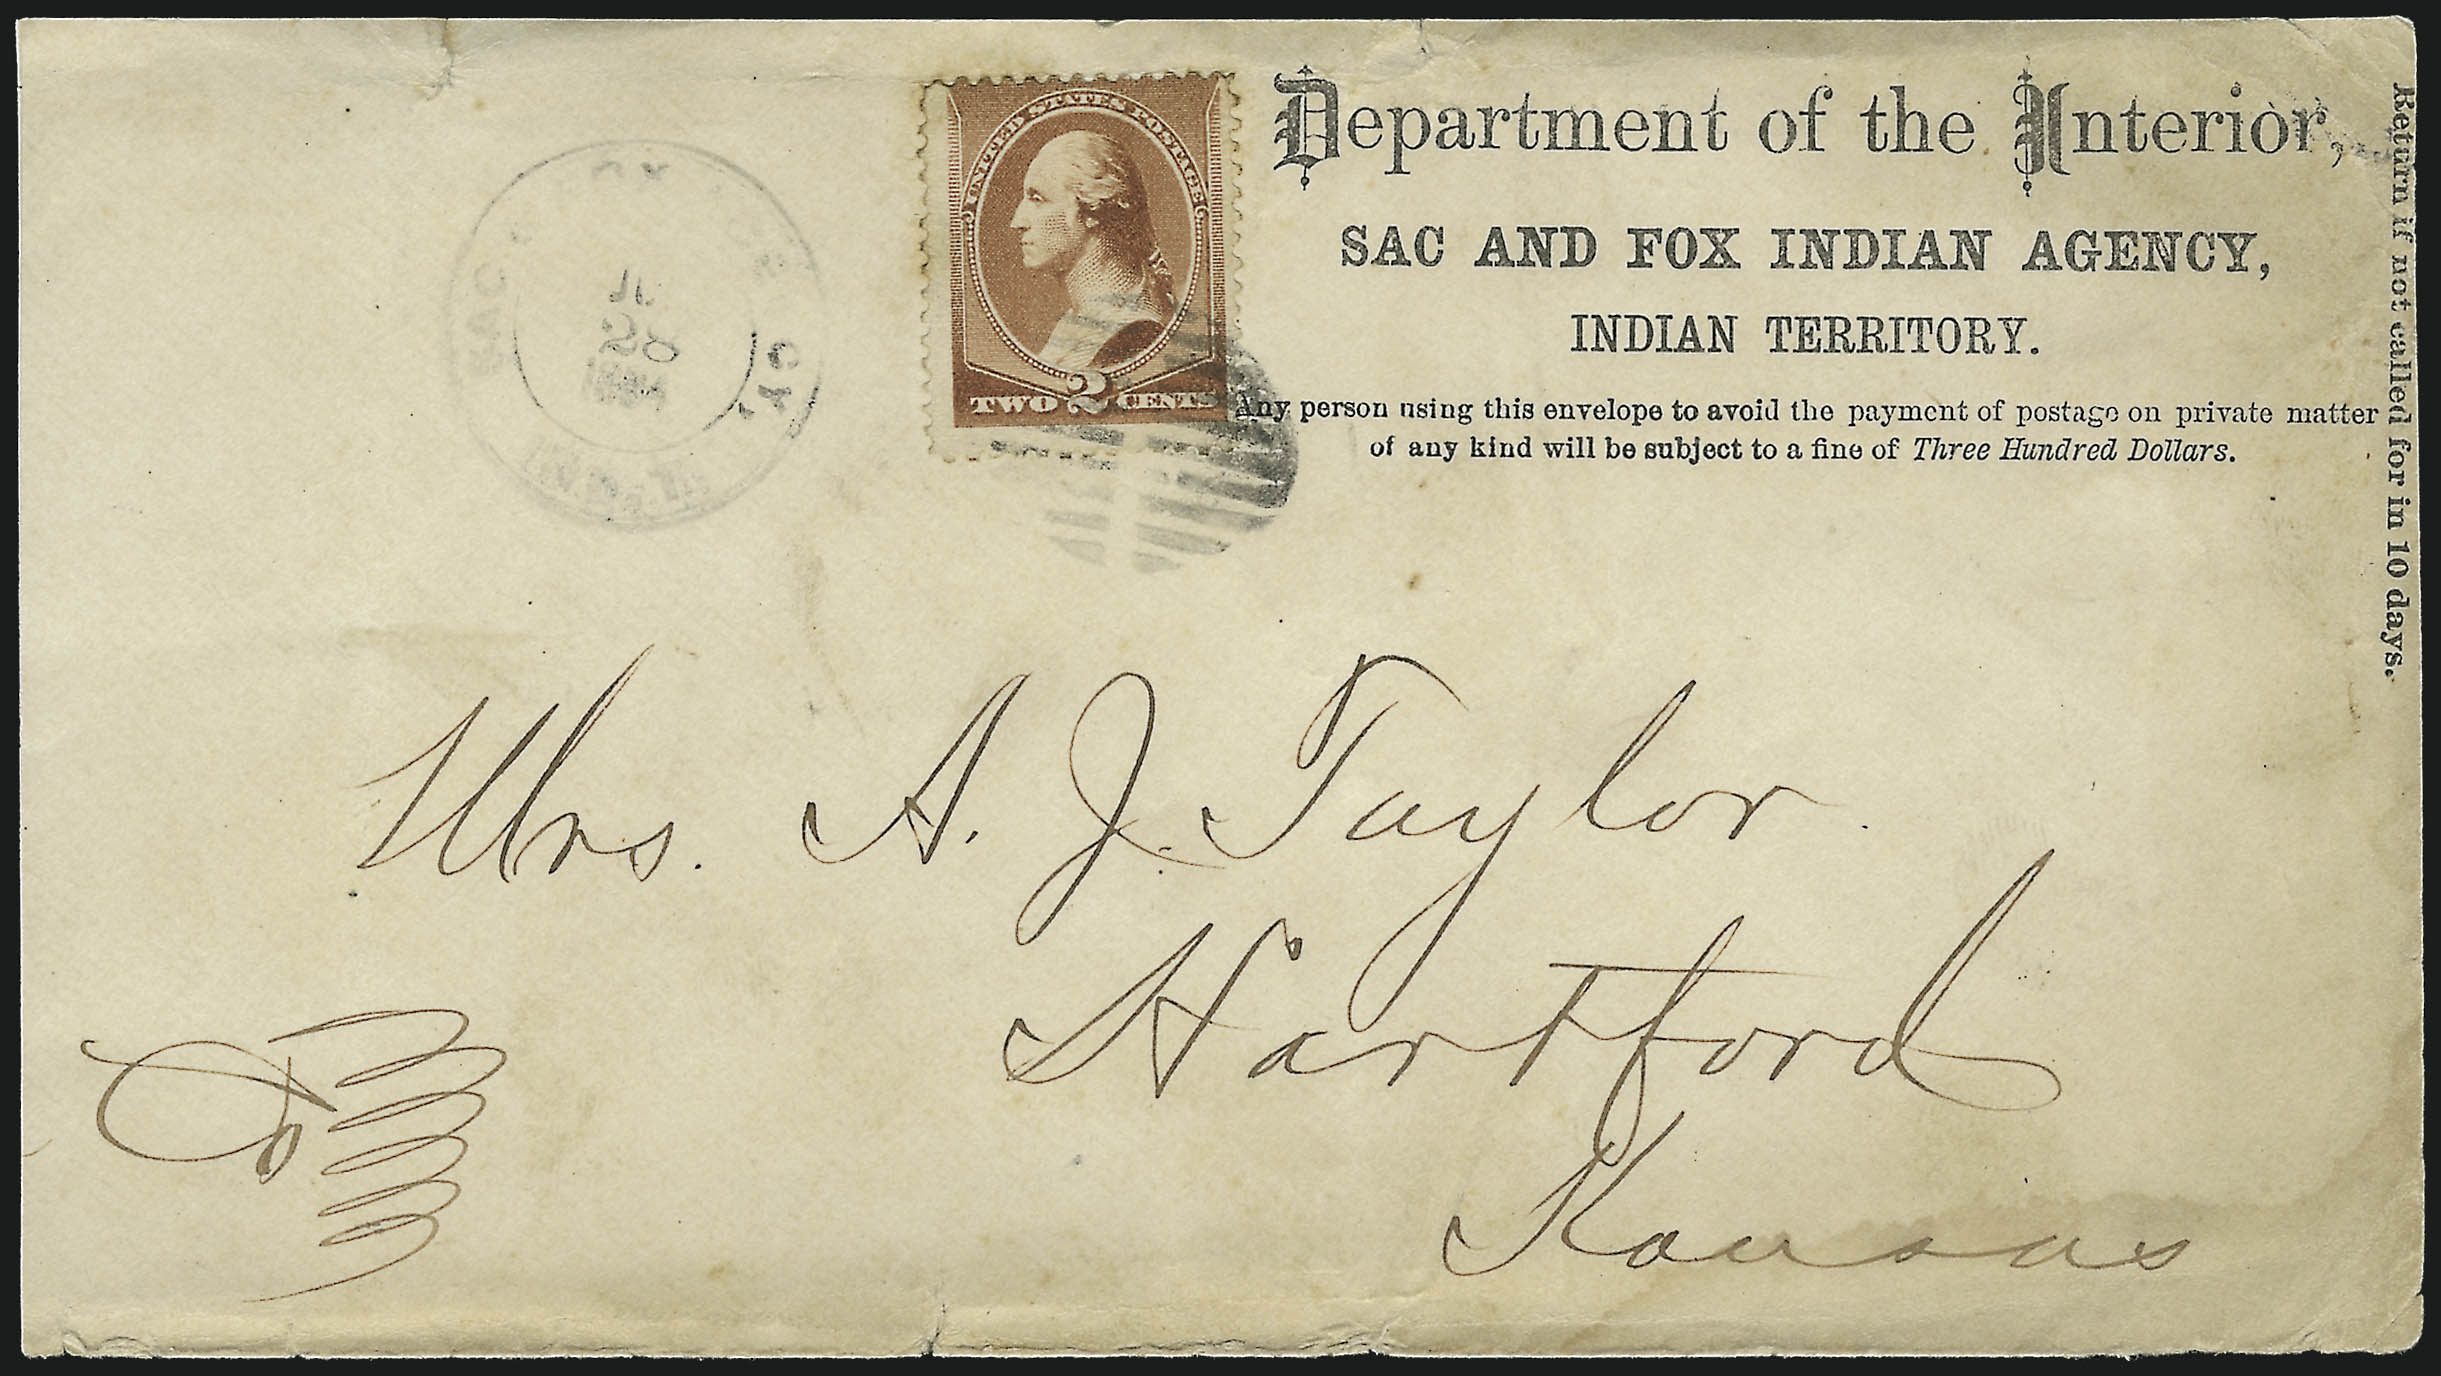 UNITED STATES POSTAGE
2
TWO CENTS
Department of the Interior,
SAC AND FOX INDIAN AGENCY,
INDIAN TERRITORY.
Any person using this envelope to avoid the payment of postage on private matter
of any kind will be subject to a fine of Three Hundred Dollars.
Return if not called for in 10 days.
Mrs. A. J. Taylor
Hartford
Kansas